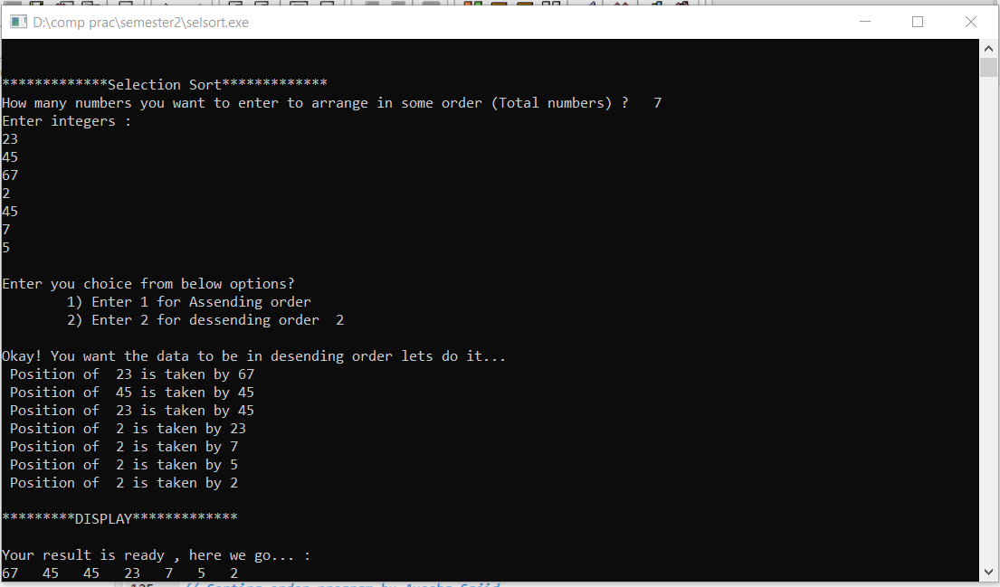 D:\comp prac\semester2\selsort.exe
*************Selection Sort*************
How many numbers you want to enter to arrange in some order (Total numbers) ?   7
Enter integers :
23
45
67
2
45
7
5
Enter you choice from below options?
1) Enter 1 for Assending order
2) Enter 2 for dessending order  2
Okay! You want the data to be in desending order lets do it...
Position of  23 is taken by 67
Position of  45 is taken by 45
Position of  23 is taken by 45
Position of  2 is taken by 23
Position of  2 is taken by 7
Position of  2 is taken by 5
Position of  2 is taken by 2
*********DISPLAY*************
Your result is ready , here we go... :
67   45   45   23   7   5   2